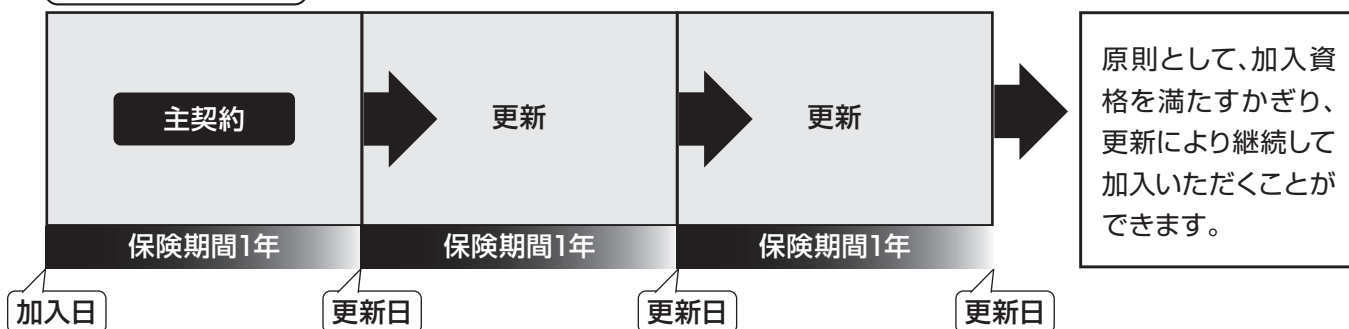 主契約
更新
更新
原則として、加入資
格を満たすかぎり、
更新により継続して
加入いただくことが
できます。
保険期間1年
保険期間1年
保険期間1年
加入日
更新日
更新日
更新日